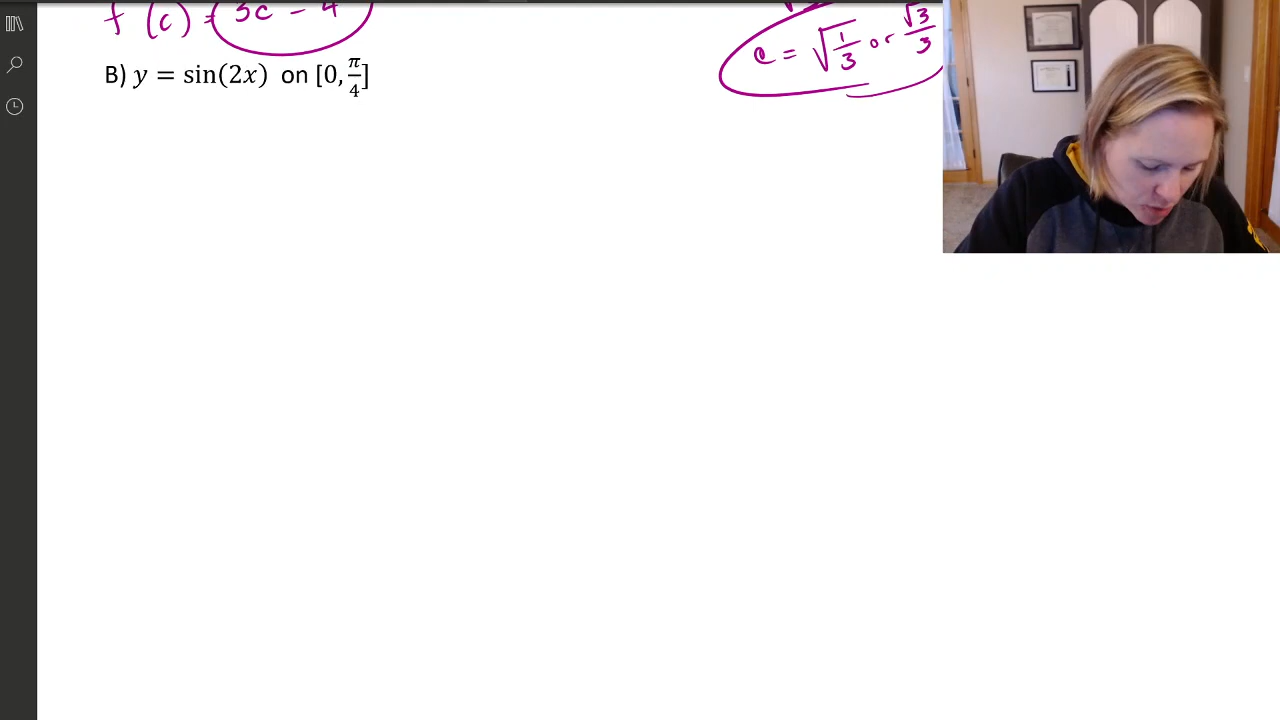 f'(c) = 3c² - 4
c = √1/3 or √3/3
B) y = sin(2x) on [0, π/4]